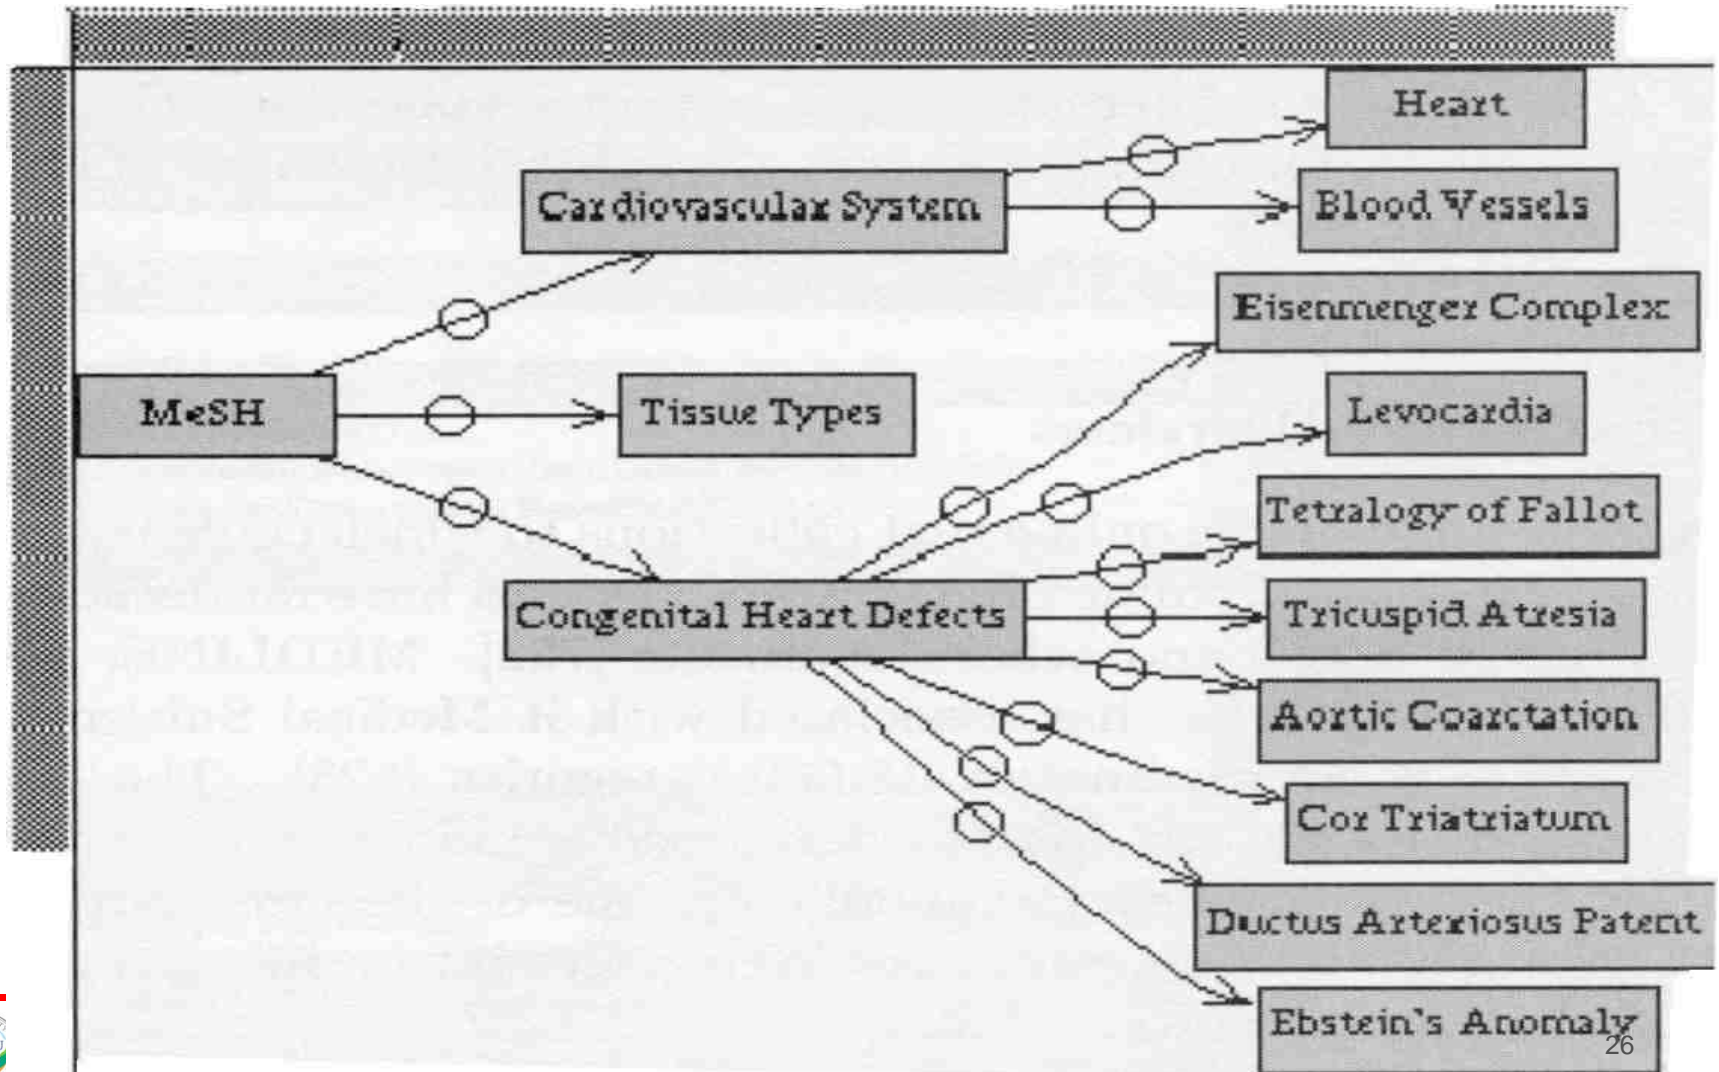 Heart
Cardiovascular System
Blood Vessels
Eisenmenger Complex
MeSH
Tissue Types
Levocardia
Tetralogy of Fallot
Congenital Heart Defects
Tricuspid Atresia
Aortic Coarctation
Cor Triatriatum
Ductus Arteriosus Patent
Ebstein's Anomaly
26